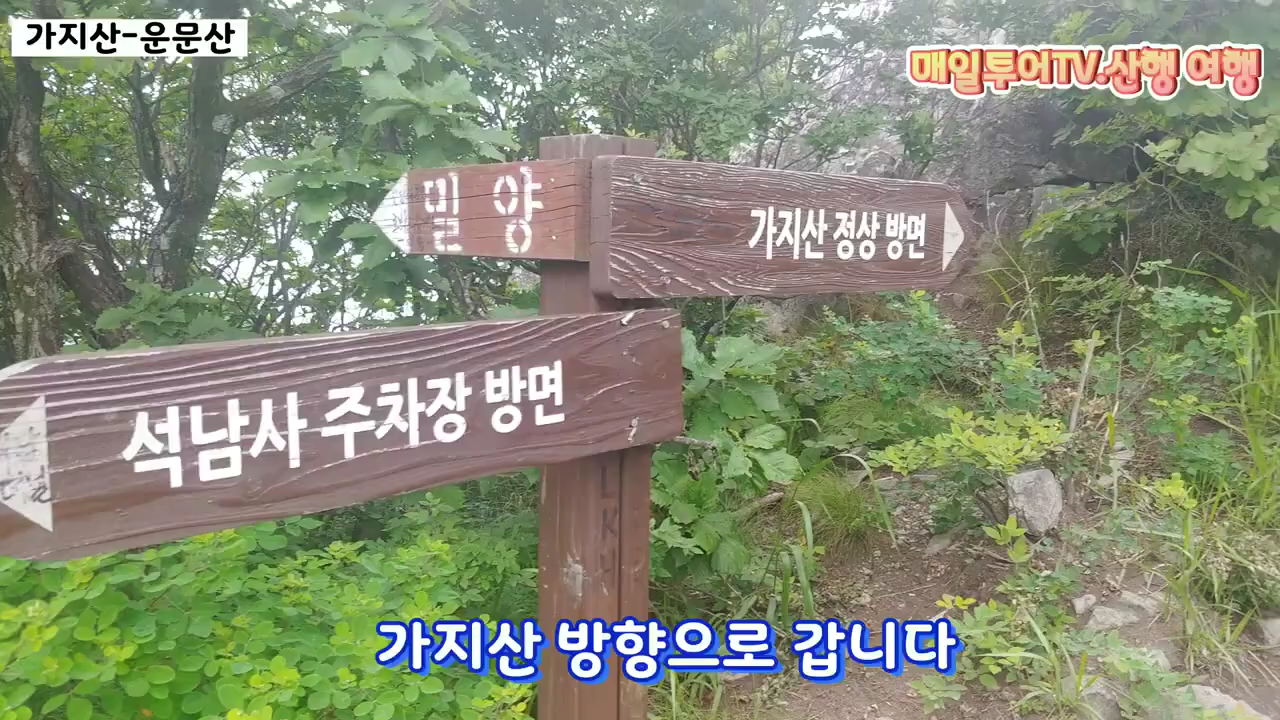 가지산-운문산
매일투어TV.산행 여행
밀 양
가지산 정상 방면
석남사 주차장 방면
가지산 방향으로 갑니다